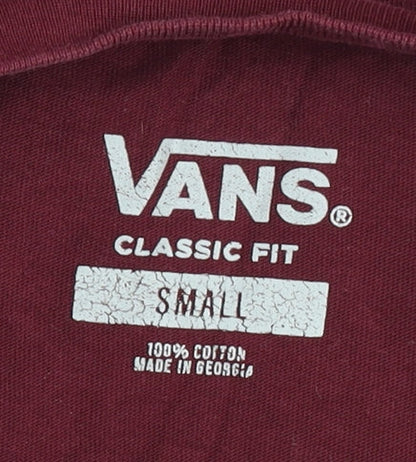 VANS®
CLASSIC FIT
SMALL
100% COTTON
MADE IN GEORGIA